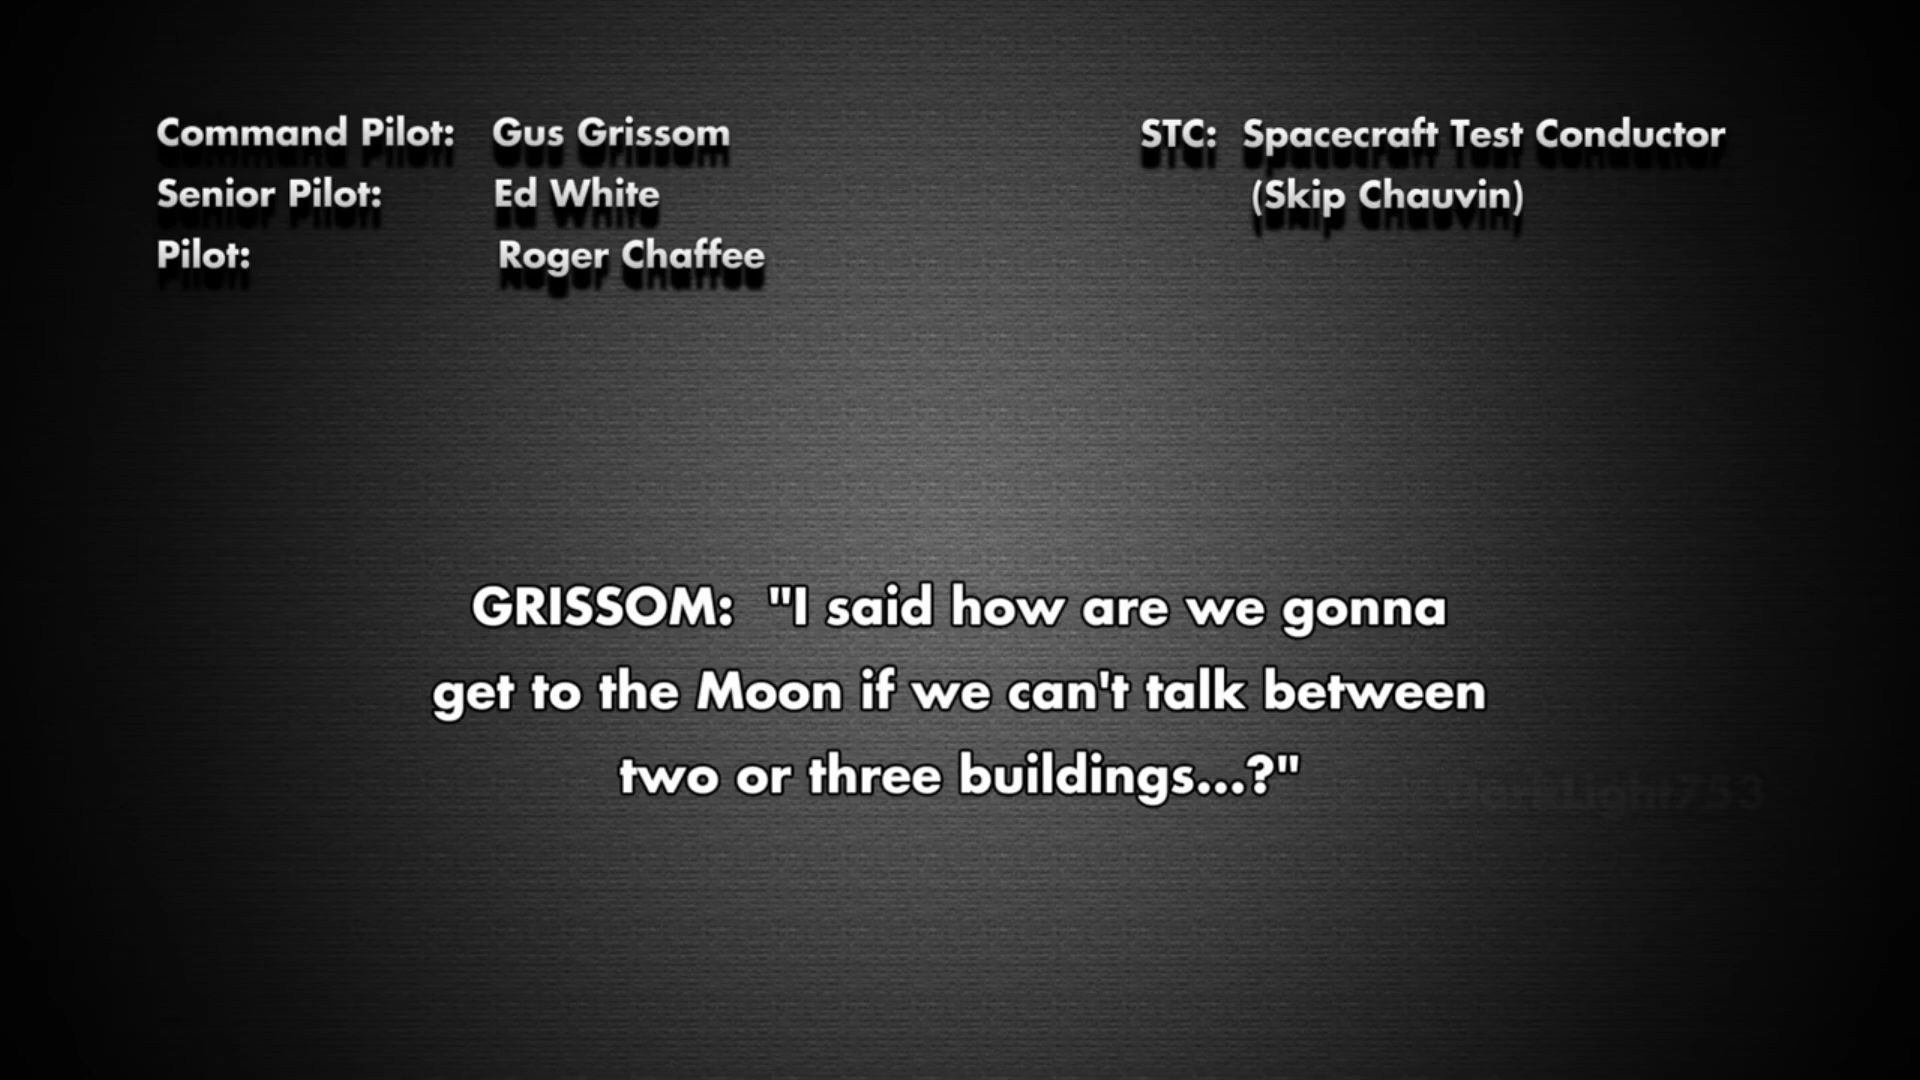 Command Pilot: Gus Grissom
Senior Pilot: Ed White
Pilot: Roger Chaffee
STC: Spacecraft Test Conductor
(Skip Chauvin)
GRISSOM: "I said how are we gonna
get to the Moon if we can't talk between
two or three buildings...?"
DarkLight753